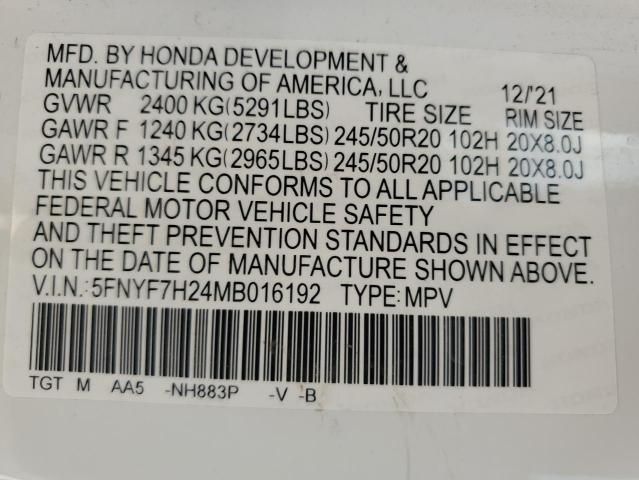 MFD. BY HONDA DEVELOPMENT &
MANUFACTURING OF AMERICA, LLC 12/'21
GVWR 2400 KG(5291LBS) TIRE SIZE RIM SIZE
GAWR F 1240 KG(2734LBS) 245/50R20 102H 20X8.0J
GAWR R 1345 KG(2965LBS) 245/50R20 102H 20X8.0J
THIS VEHICLE CONFORMS TO ALL APPLICABLE
FEDERAL MOTOR VEHICLE SAFETY
AND THEFT PREVENTION STANDARDS IN EFFECT
ON THE DATE OF MANUFACTURE SHOWN ABOVE.
V.I.N.:5FNYF7H24MB016192 TYPE:MPV
TGT M AA5 -NH883P -V -B